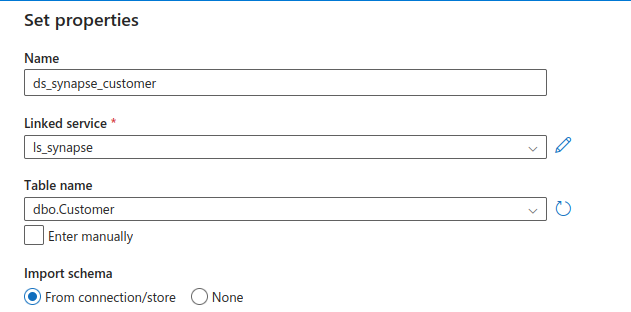 Set properties
Name
ds_synapse_customer
Linked service *
ls_synapse
Table name
dbo.Customer
Enter manually
Import schema
From connection/store None